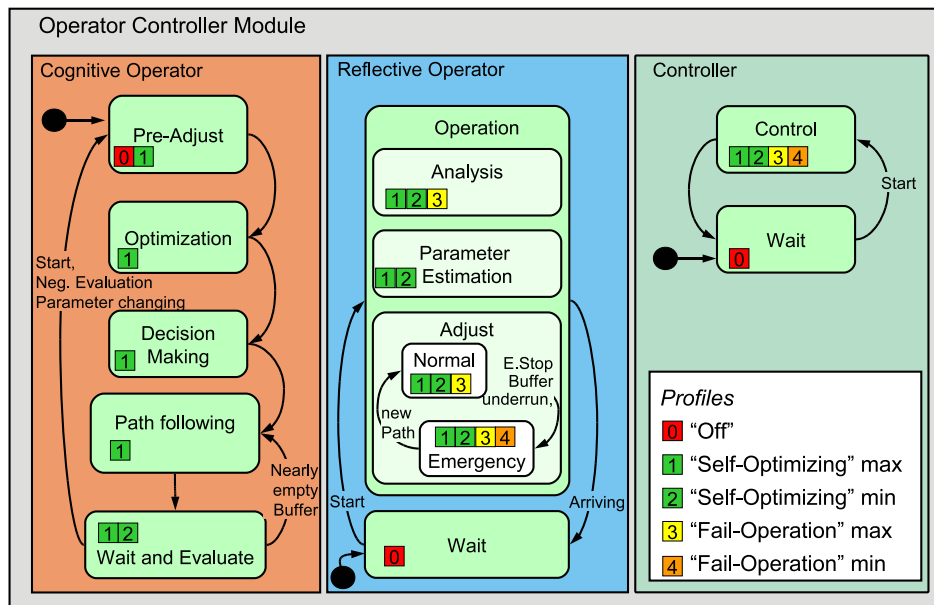 Operator Controller Module
Cognitive Operator
Pre-Adjust
0 1
Optimization
1
Start,
Neg. Evaluation
Parameter changing
Decision
Making
1
Path following
1
Nearly
empty
Buffer
1 2
Wait and Evaluate
Reflective Operator
Operation
Analysis
1 2 3
Parameter
Estimation
1 2
Adjust
Normal
1 2 3
E.Stop
Buffer
underrun,
new
Path
1 2 3 4
Emergency
Start
Arriving
Wait
0
Controller
Control
1 2 3 4
Start
Wait
0
Profiles
0 “Off”
1 “Self-Optimizing” max
2 “Self-Optimizing” min
3 “Fail-Operation” max
4 “Fail-Operation” min